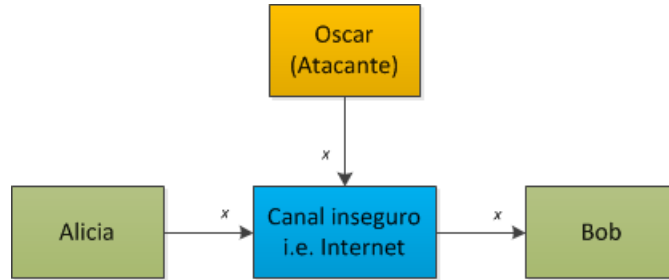 Oscar
(Atacante)
x
Alicia
x
Canal inseguro
i.e. Internet
x
Bob